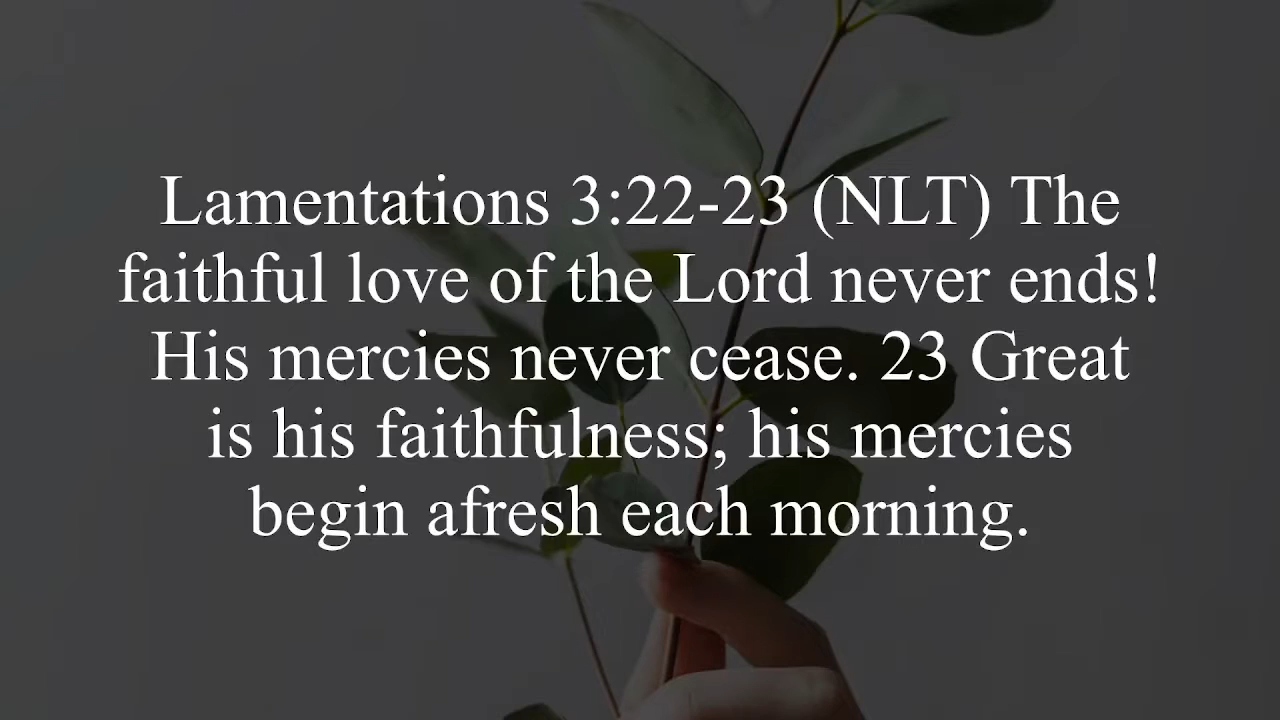 Lamentations 3:22-23 (NLT) The
faithful love of the Lord never ends!
His mercies never cease. 23 Great
is his faithfulness; his mercies
begin afresh each morning.